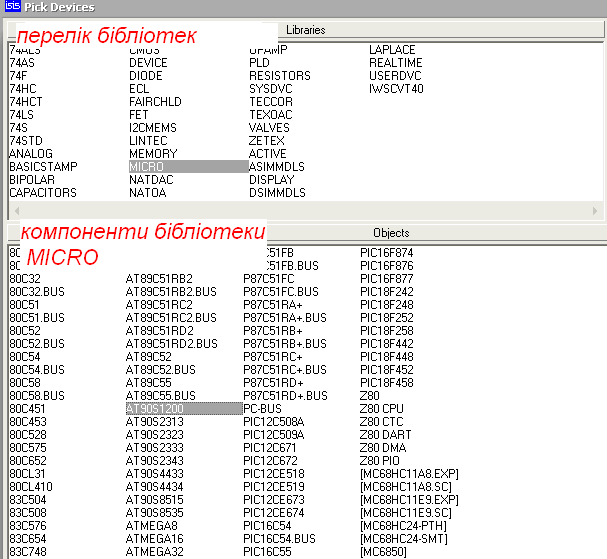 isis Pick Devices
перелік бібліотек Libraries
74ALS CMOS OPAMP LAPLACE
74AS DEVICE PLD REALTIME
74F DIODE RESISTORS USERDVC
74HC ECL SYSDVC IWSCVT40
74HCT FAIRCHLD TECCOR
74LS FET TEXOAC
74S I2CMEMS VALVES
74STD LINTEC ZETEX
ANALOG MEMORY ACTIVE
BASICSTAMP MICRO ASIMMDLS
BIPOLAR NATDAC DISPLAY
CAPACITORS NATOA DSIMMDLS
компоненти бібліотеки Objects
MICRO
80C C51FB PIC16F874
80C C51FB.BUS PIC16F876
80C32 AT89C51RB2 P87C51FC PIC16F877
80C32.BUS AT89C51RB2.BUS P87C51FC.BUS PIC18F242
80C51 AT89C51RC2 P87C51RA+ PIC18F248
80C51.BUS AT89C51RC2.BUS P87C51RA+.BUS PIC18F252
80C52 AT89C51RD2 P87C51RB+ PIC18F258
80C52.BUS AT89C51RD2.BUS P87C51RB+.BUS PIC18F442
80C54 AT89C52 P87C51RC+ PIC18F448
80C54.BUS AT89C52.BUS P87C51RC+.BUS PIC18F452
80C58 AT89C55 P87C51RD+ PIC18F458
80C58.BUS AT89C55.BUS P87C51RD+.BUS Z80
80C451 AT90S1200 PC-BUS Z80 CPU
80C453 AT90S2313 PIC12C508A Z80 CTC
80C528 AT90S2323 PIC12C509A Z80 DART
80C575 AT90S2333 PIC12C671 Z80 DMA
80C652 AT90S2343 PIC12C672 Z80 PIO
80CL31 AT90S4433 PIC12CE518 [MC68HC11A8.EXP]
80CL410 AT90S4434 PIC12CE519 [MC68HC11A8.SC]
83C504 AT90S8515 PIC12CE673 [MC68HC11E9.EXP]
83C508 AT90S8535 PIC12CE674 [MC68HC11E9.SC]
83C576 ATMEGA8 PIC16C54 [MC68HC24-PTH]
83C654 ATMEGA16 PIC16C54.BUS [MC68HC24-SMT]
83C748 ATMEGA32 PIC16C55 [MC6850]